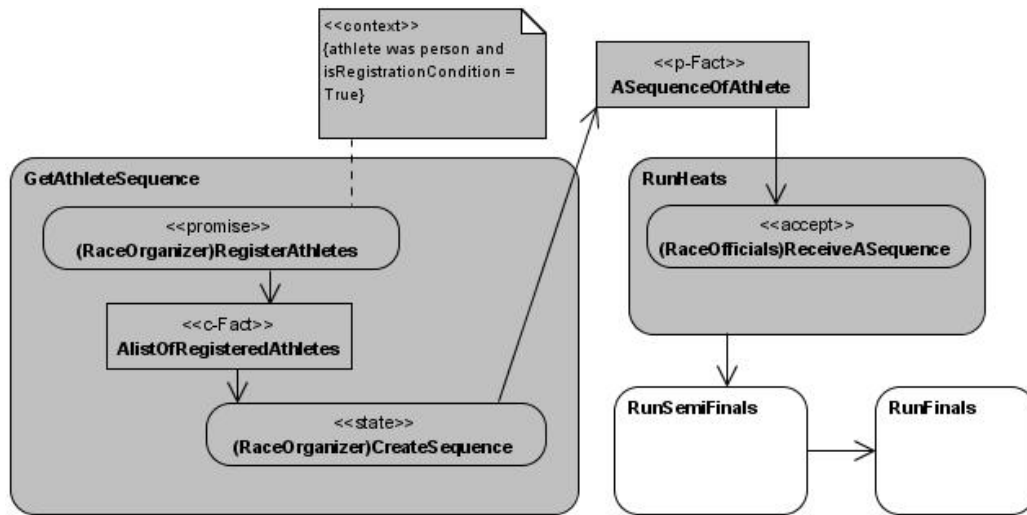 <<context>>
{athlete was person and
isRegistrationCondition =
True}
<<p-Fact>>
ASequenceOfAthlete
GetAthleteSequence
<<promise>>
(RaceOrganizer)RegisterAthletes
<<c-Fact>>
AlistOfRegisteredAthletes
<<state>>
(RaceOrganizer)CreateSequence
RunHeats
<<accept>>
(RaceOfficials)ReceiveASequence
RunSemiFinals
RunFinals